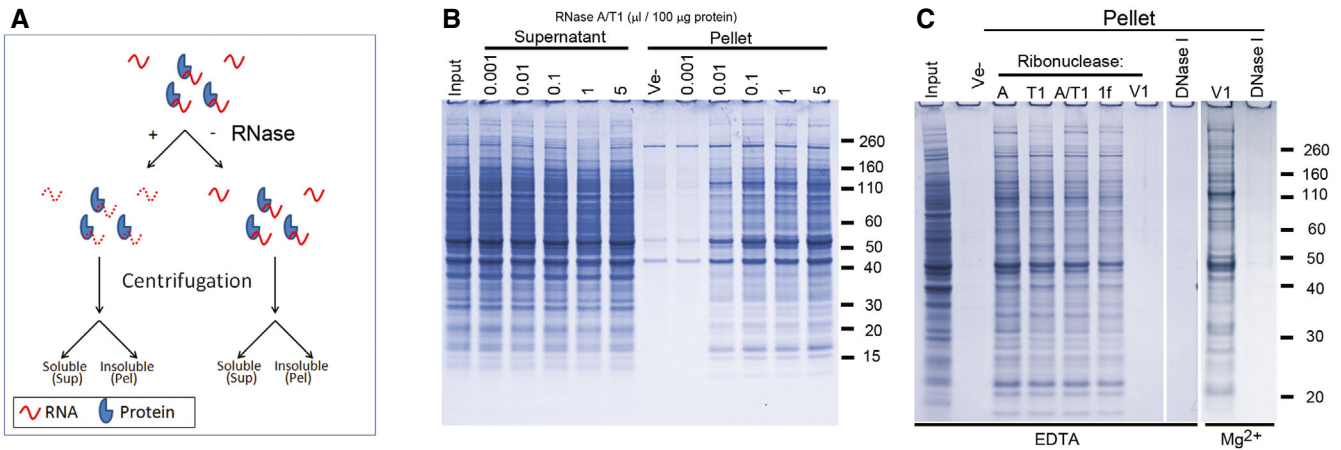 A
+ - RNase
Centrifugation
Soluble (Sup) Insoluble (Pel) Soluble (Sup) Insoluble (Pel)
RNA Protein
B
RNase A/T1 (µl / 100 µg protein)
Supernatant Pellet
Input 0.001 0.01 0.1 1 5 Ve- 0.001 0.01 0.1 1 5
260
160
110
60
50
40
30
20
15
C
Pellet
Ribonuclease:
Input Ve- A T1 A/T1 1f V1 DNase I V1 DNase I
260
160
110
60
50
40
30
20
EDTA Mg2+